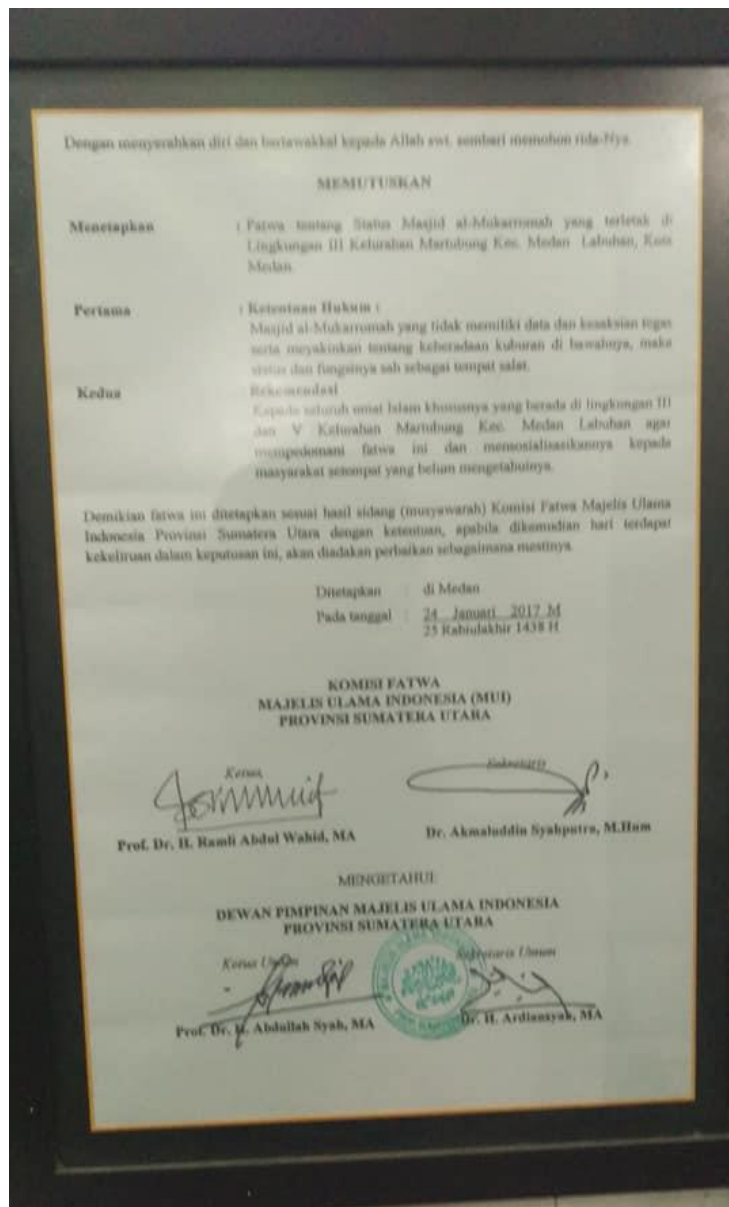 Dengan menyerahkan diri dan bertawakkal kepada Allah swt. sembari memohon rida-Nya.
MEMUTUSKAN
Menetapkan : Fatwa tentang Status Masjid al-Mukarromah yang terletak di
Lingkungan III Kelurahan Martubung Kec. Medan Labuhan, Kota
Medan.
Pertama : Ketentuan Hukum :
Masjid al-Mukarromah yang tidak memiliki data dan kesaksian tegas
serta meyakinkan tentang keberadaan kuburan di bawahnya, maka
status dan fungsinya sah sebagai tempat salat.
Kedua : Rekomendasi
Kepada seluruh umat Islam khususnya yang berada di lingkungan III
dan V Kelurahan Martubung Kec. Medan Labuhan agar
mempedomani fatwa ini dan mensosialisasikannya kepada
masyarakat setempat yang belum mengetahuinya.
Demikian fatwa ini ditetapkan sesuai hasil sidang (musyawarah) Komisi Fatwa Majelis Ulama
Indonesia Provinsi Sumatera Utara dengan ketentuan, apabila dikemudian hari terdapat
kekeliruan dalam keputusan ini, akan diadakan perbaikan sebagaimana mestinya.
Ditetapkan : di Medan
Pada tanggal : 24 Januari 2017 M
25 Rabiulakhir 1438 H
KOMISI FATWA
MAJELIS ULAMA INDONESIA (MUI)
PROVINSI SUMATERA UTARA
Ketua, Sekretaris
Prof. Dr. H. Ramli Abdul Wahid, MA Dr. Akmaluddin Syahputra, M.Hum
MENGETAHUI:
DEWAN PIMPINAN MAJELIS ULAMA INDONESIA
PROVINSI SUMATERA UTARA
Ketua Umum Sekretaris Umum
Prof. Dr. H. Abdullah Syah, MA Dr. H. Ardiansyah, MA